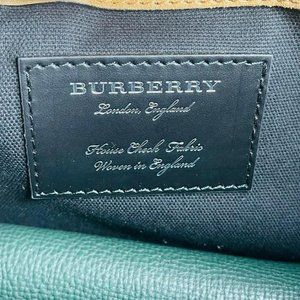 BURBERRY
London, England
House Check Fabric
Woven in England